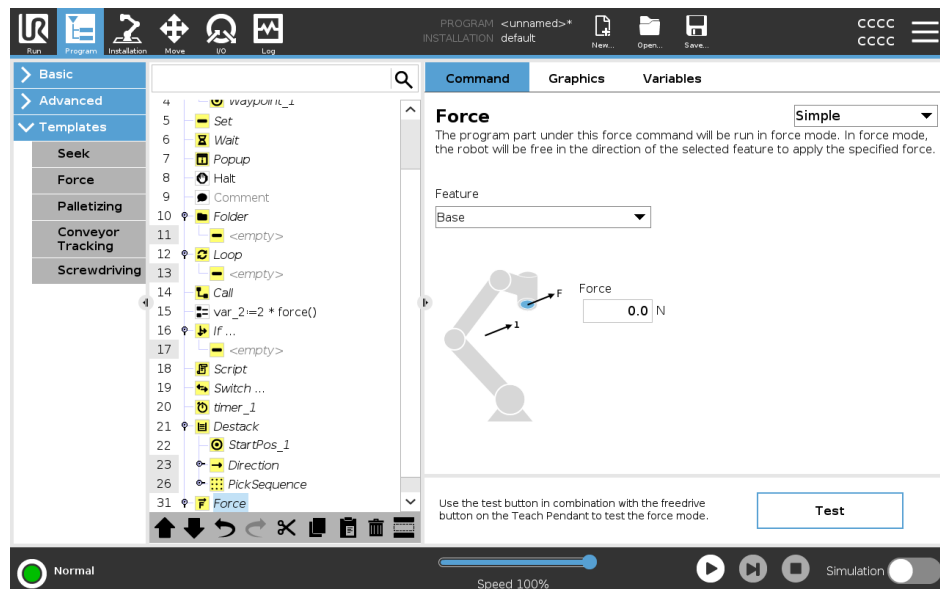 UR
Run
Program
Installation
Move
I/O
Log
PROGRAM <unnamed>*
INSTALLATION default
New...
Open...
Save...
CCCC
CCCC
Basic
Advanced
Templates
Seek
Force
Palletizing
Conveyor
Tracking
Screwdriving
4 Waypoint_1
5 Set
6 Wait
7 Popup
8 Halt
9 Comment
10 Folder
11 <empty>
12 Loop
13 <empty>
14 Call
15 var_2:=2 * force()
16 If ...
17 <empty>
18 Script
19 Switch ...
20 timer_1
21 Destack
22 StartPos_1
23 Direction
26 PickSequence
31 Force
Command
Graphics
Variables
Force
Simple
The program part under this force command will be run in force mode. In force mode,
the robot will be free in the direction of the selected feature to apply the specified force.
Feature
Base
F
1
Force
0.0 N
Use the test button in combination with the freedrive
button on the Teach Pendant to test the force mode.
Test
Normal
Speed 100%
Simulation